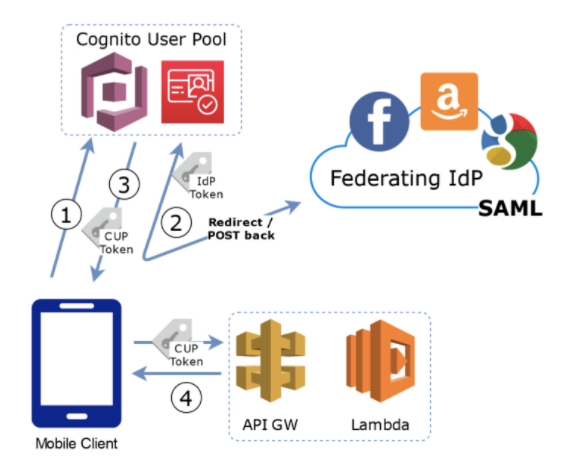 Cognito User Pool
f
a
Federating IdP
SAML
IdP
Token
3
1
2
CUP
Token
Redirect /
POST back
CUP
Token
4
API GW
Lambda
Mobile Client